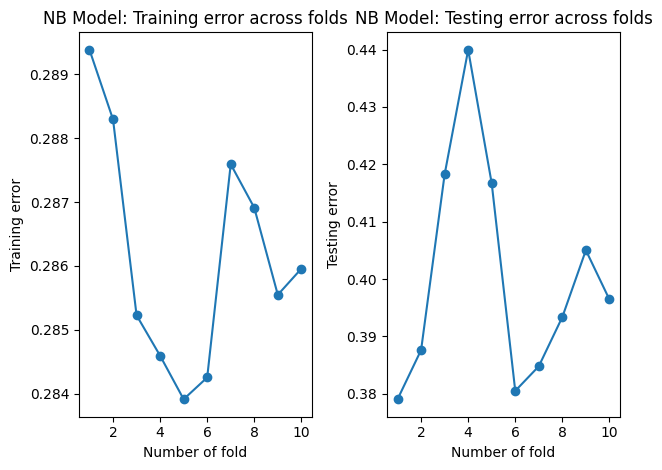 NB Model: Training error across folds
Training error
0.289
0.288
0.287
0.286
0.285
0.284
2 4 6 8 10
Number of fold
NB Model: Testing error across folds
Testing error
0.44
0.43
0.42
0.41
0.40
0.39
0.38
2 4 6 8 10
Number of fold